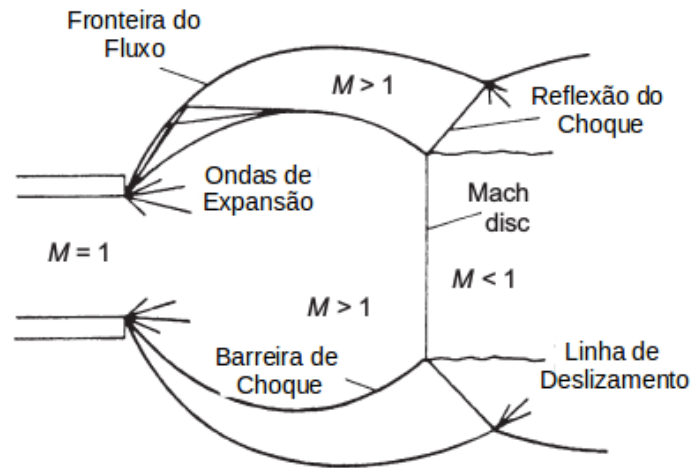 Fronteira do
Fluxo
M > 1
Reflexão do
Choque
Ondas de
Expansão
Mach
disc
M = 1
M < 1
M > 1
Barreira de
Choque
Linha de
Deslizamento